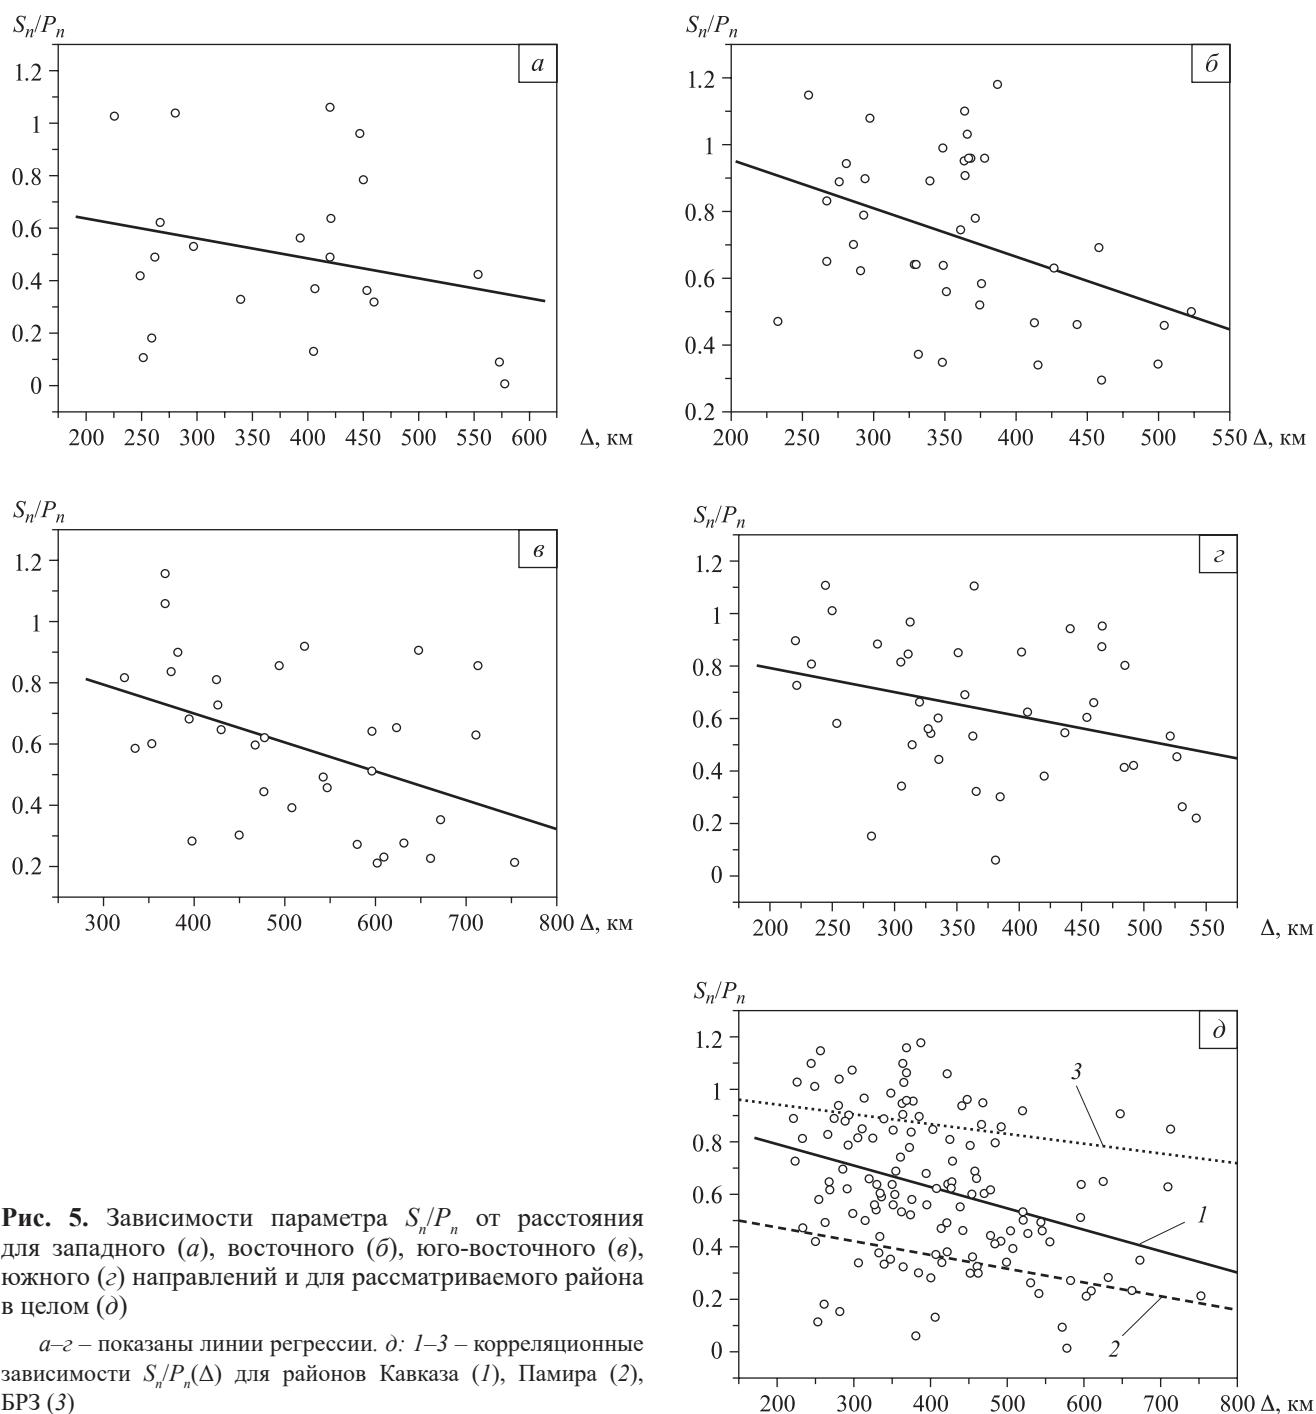 Sn/Pn
а
1.2
1
0.8
0.6
0.4
0.2
0
200 250 300 350 400 450 500 550 600 Δ, км
Sn/Pn
б
1.2
1
0.8
0.6
0.4
0.2
200 250 300 350 400 450 500 550 Δ, км
Sn/Pn
в
1.2
1
0.8
0.6
0.4
0.2
300 400 500 600 700 800 Δ, км
Sn/Pn
г
1.2
1
0.8
0.6
0.4
0.2
0
200 250 300 350 400 450 500 550 Δ, км
Sn/Pn
д
1.2
1
0.8
0.6
0.4
0.2
0
3
1
2
200 300 400 500 600 700 800 Δ, км
Рис. 5. Зависимости параметра Sn/Pn от расстояния
для западного (а), восточного (б), юго-восточного (в),
южного (г) направлений и для рассматриваемого района
в целом (д)
а–г – показаны линии регрессии. д: 1–3 – корреляционные
зависимости Sn/Pn(Δ) для районов Кавказа (1), Памира (2),
БРЗ (3)